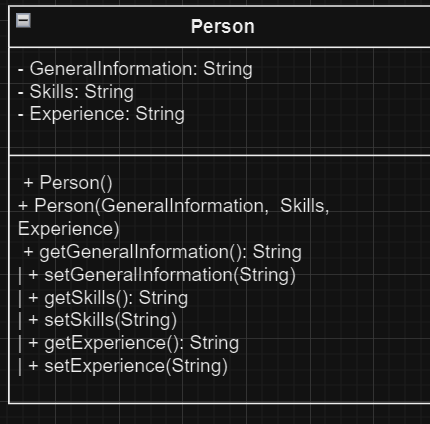 Person
- GeneralInformation: String
- Skills: String
- Experience: String
+ Person()
+ Person(GeneralInformation, Skills,
Experience)
+ getGeneralInformation(): String
| + setGeneralInformation(String)
| + getSkills(): String
| + setSkills(String)
| + getExperience(): String
| + setExperience(String)